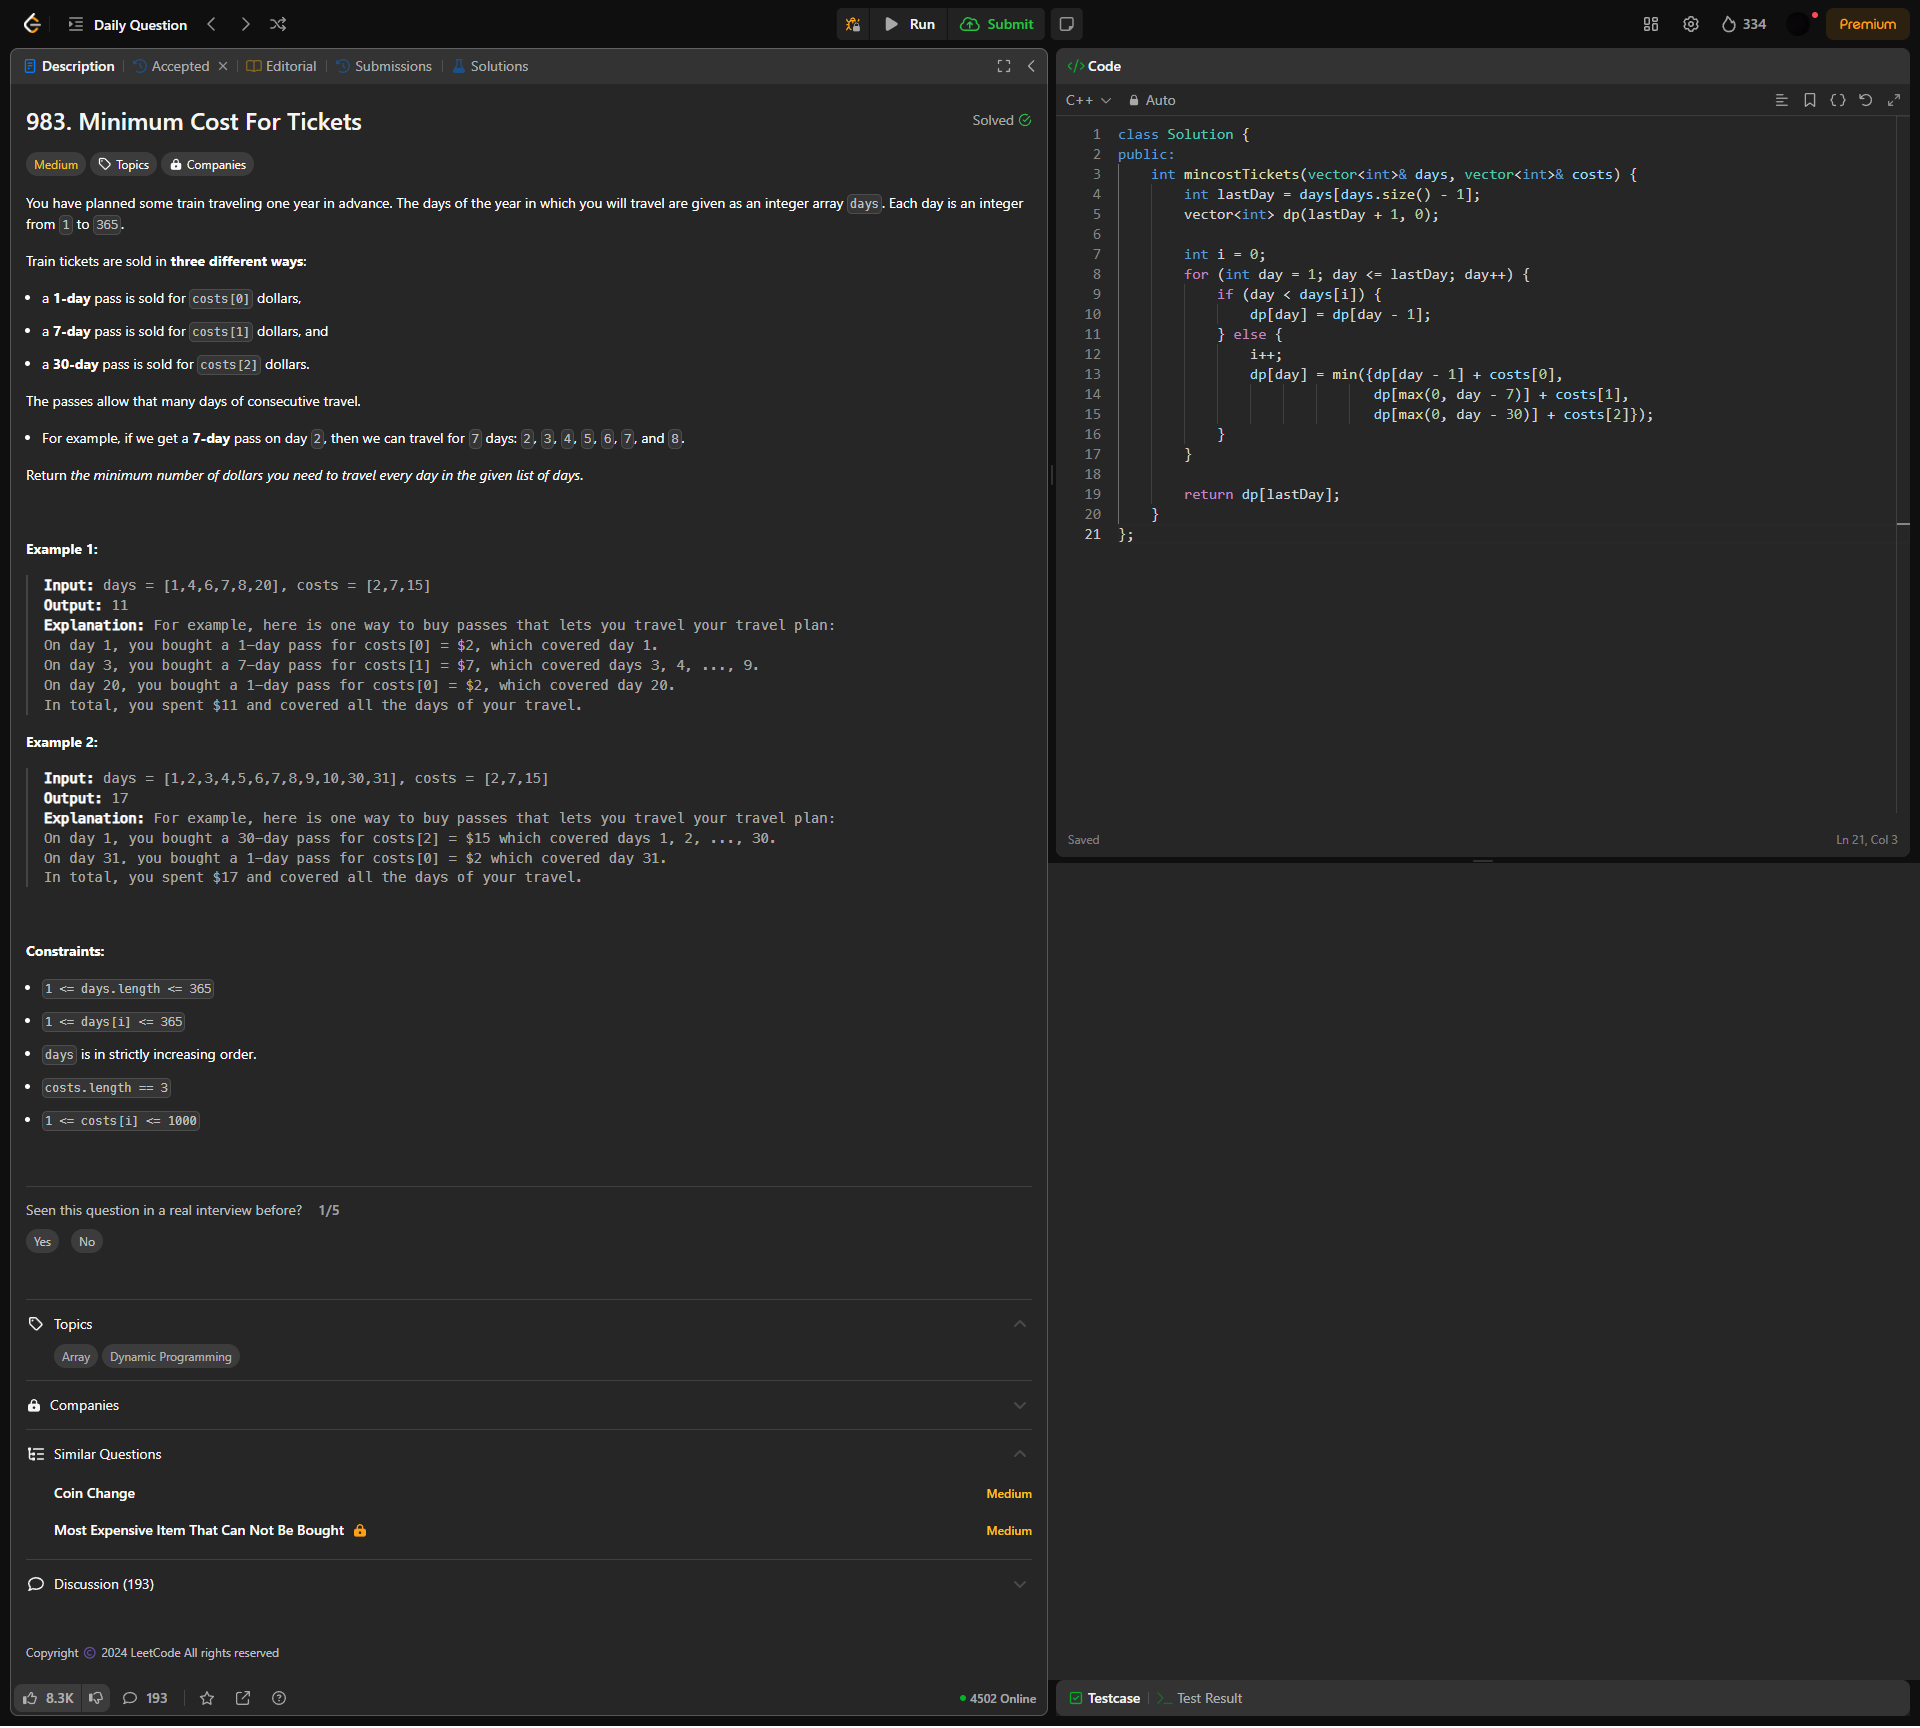 Daily Question
Run
Submit
334
Premium
Description
Accepted
Editorial
Submissions
Solutions
983. Minimum Cost For Tickets
Solved
Medium
Topics
Companies
You have planned some train traveling one year in advance. The days of the year in which you will travel are given as an integer array days. Each day is an integer
from 1 to 365.
Train tickets are sold in three different ways:
• a 1-day pass is sold for costs[0] dollars,
• a 7-day pass is sold for costs[1] dollars, and
• a 30-day pass is sold for costs[2] dollars.
The passes allow that many days of consecutive travel.
• For example, if we get a 7-day pass on day 2, then we can travel for 7 days: 2, 3, 4, 5, 6, 7, and 8.
Return the minimum number of dollars you need to travel every day in the given list of days.
Example 1:
Input: days = [1,4,6,7,8,20], costs = [2,7,15]
Output: 11
Explanation: For example, here is one way to buy passes that lets you travel your travel plan:
On day 1, you bought a 1-day pass for costs[0] = $2, which covered day 1.
On day 3, you bought a 7-day pass for costs[1] = $7, which covered days 3, 4, ..., 9.
On day 20, you bought a 1-day pass for costs[0] = $2, which covered day 20.
In total, you spent $11 and covered all the days of your travel.
Example 2:
Input: days = [1,2,3,4,5,6,7,8,9,10,30,31], costs = [2,7,15]
Output: 17
Explanation: For example, here is one way to buy passes that lets you travel your travel plan:
On day 1, you bought a 30-day pass for costs[2] = $15 which covered days 1, 2, ..., 30.
On day 31, you bought a 1-day pass for costs[0] = $2 which covered day 31.
In total, you spent $17 and covered all the days of your travel.
Constraints:
• 1 <= days.length <= 365
• 1 <= days[i] <= 365
• days is in strictly increasing order.
• costs.length == 3
• 1 <= costs[i] <= 1000
Seen this question in a real interview before? 1/5
Yes
No
Topics
Array
Dynamic Programming
Companies
Similar Questions
Coin Change
Medium
Most Expensive Item That Can Not Be Bought
Medium
Discussion (193)
Copyright © 2024 LeetCode All rights reserved
8.3K
193
4502 Online
</> Code
C++
Auto
1 class Solution {
2 public:
3     int mincostTickets(vector<int>& days, vector<int>& costs) {
4         int lastDay = days[days.size() - 1];
5         vector<int> dp(lastDay + 1, 0);
6
7         int i = 0;
8         for (int day = 1; day <= lastDay; day++) {
9             if (day < days[i]) {
10                 dp[day] = dp[day - 1];
11             } else {
12                 i++;
13                 dp[day] = min({dp[day - 1] + costs[0],
14                                dp[max(0, day - 7)] + costs[1],
15                                dp[max(0, day - 30)] + costs[2]});
16             }
17         }
18
19         return dp[lastDay];
20     }
21 };
Saved
Ln 21, Col 3
Testcase
Test Result